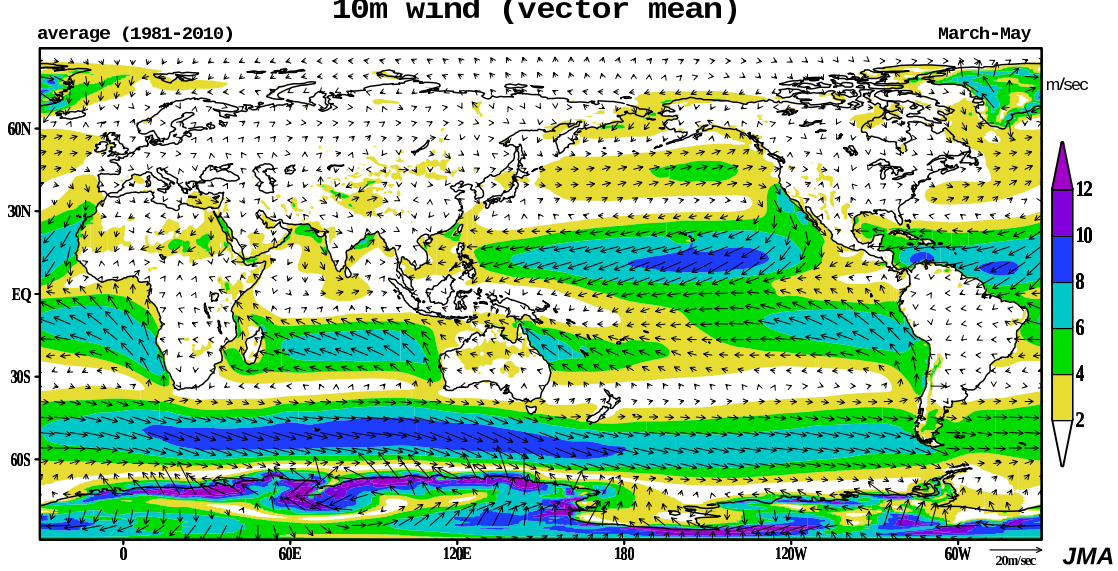 10m wind (vector mean)
average (1981-2010) March-May
m/sec
60N
30N
EQ
30S
60S
12
10
8
6
4
2
0 60E 120E 180 120W 60W
20m/sec
JMA